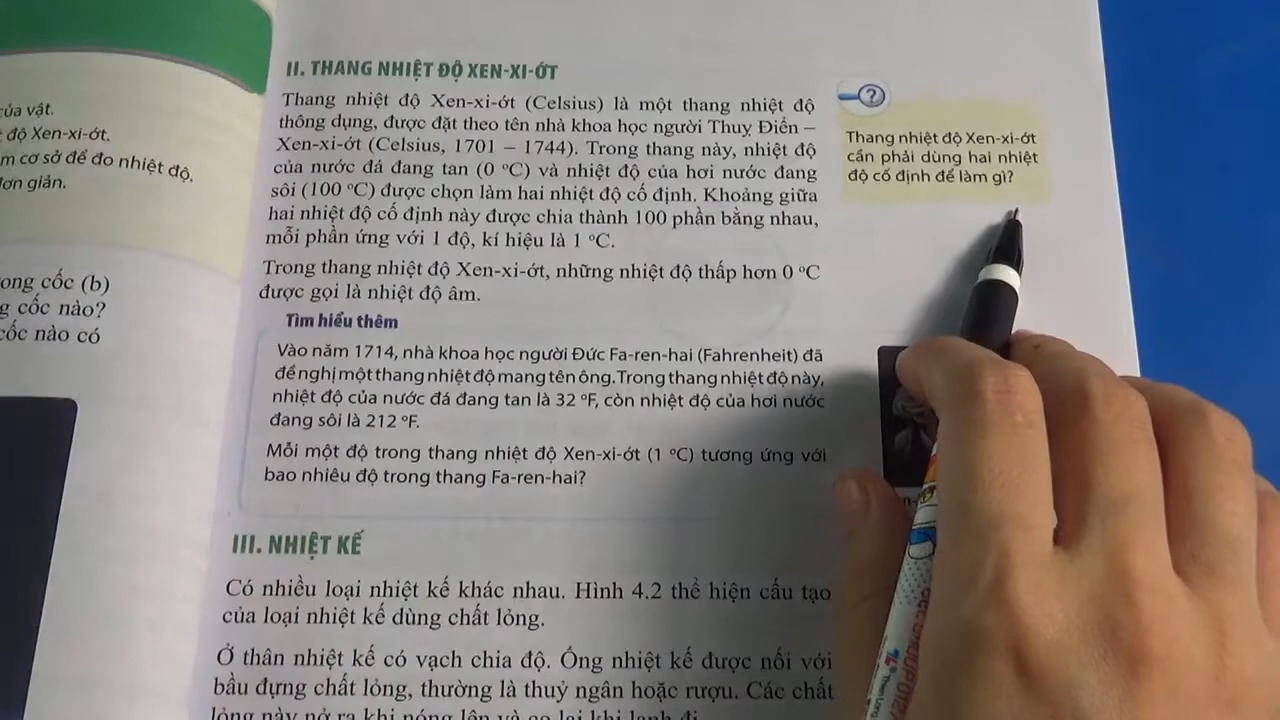 của vật.
độ Xen-xi-ớt.
m cơ sở để đo nhiệt độ.
đơn giản.
ong cốc (b)
g cốc nào?
cốc nào có
II. THANG NHIỆT ĐỘ XEN-XI-ỚT
Thang nhiệt độ Xen-xi-ớt (Celsius) là một thang nhiệt độ
thông dụng, được đặt theo tên nhà khoa học người Thuỵ Điển –
Xen-xi-ớt (Celsius, 1701 – 1744). Trong thang này, nhiệt độ
của nước đá đang tan (0 °C) và nhiệt độ của hơi nước đang
sôi (100 °C) được chọn làm hai nhiệt độ cố định. Khoảng giữa
hai nhiệt độ cố định này được chia thành 100 phần bằng nhau,
mỗi phần ứng với 1 độ, kí hiệu là 1 °C.
Trong thang nhiệt độ Xen-xi-ớt, những nhiệt độ thấp hơn 0 °C
được gọi là nhiệt độ âm.
Tìm hiểu thêm
Vào năm 1714, nhà khoa học người Đức Fa-ren-hai (Fahrenheit) đã
đề nghị một thang nhiệt độ mang tên ông. Trong thang nhiệt độ này,
nhiệt độ của nước đá đang tan là 32 °F, còn nhiệt độ của hơi nước
đang sôi là 212 °F.
Mỗi một độ trong thang nhiệt độ Xen-xi-ớt (1 °C) tương ứng với
bao nhiêu độ trong thang Fa-ren-hai?
III. NHIỆT KẾ
Có nhiều loại nhiệt kế khác nhau. Hình 4.2 thể hiện cấu tạo
của loại nhiệt kế dùng chất lỏng.
Ở thân nhiệt kế có vạch chia độ. Ống nhiệt kế được nối với
bầu đựng chất lỏng, thường là thuỷ ngân hoặc rượu. Các chất
lỏng này nở ra khi nóng lên và co lại khi lạnh đi.
?
Thang nhiệt độ Xen-xi-ớt
cần phải dùng hai nhiệt
độ cố định để làm gì?